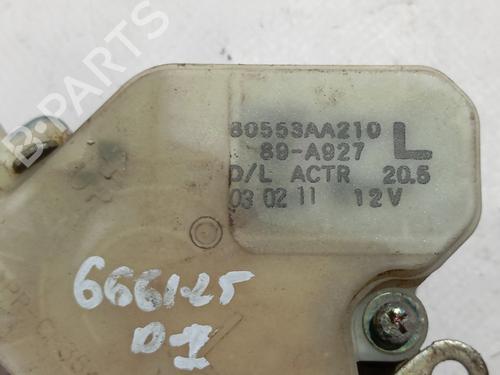 B-PARTS
80553AA210
89-A927 L
D/L ACTR 20.5
03 02 11 12V
666125